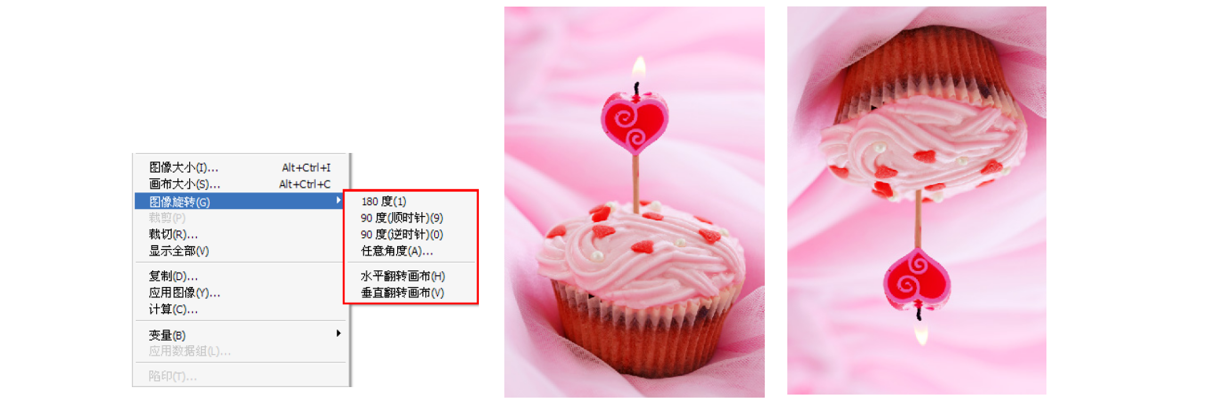 图像大小(I)... Alt+Ctrl+I
画布大小(S)... Alt+Ctrl+C
图像旋转(G)
裁剪(P)
裁切(R)...
显示全部(V)
复制(D)...
应用图像(Y)...
计算(C)...
变量(B)
应用数据组(L)...
陷印(T)...
180 度(1)
90 度(顺时针)(9)
90 度(逆时针)(0)
任意角度(A)...
水平翻转画布(H)
垂直翻转画布(V)